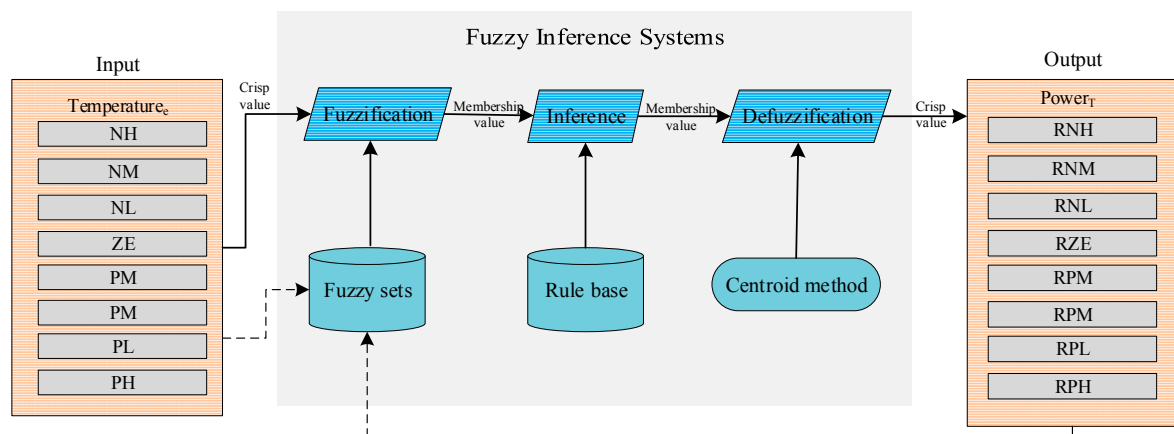 Fuzzy Inference Systems
Input
Temperatureₑ
NH
NM
NL
ZE
PM
PM
PL
PH
Crisp
value
Fuzzification
Membership
value
Inference
Membership
value
Defuzzification
Crisp
value
Fuzzy sets
Rule base
Centroid method
Output
Power_T
RNH
RNM
RNL
RZE
RPM
RPM
RPL
RPH